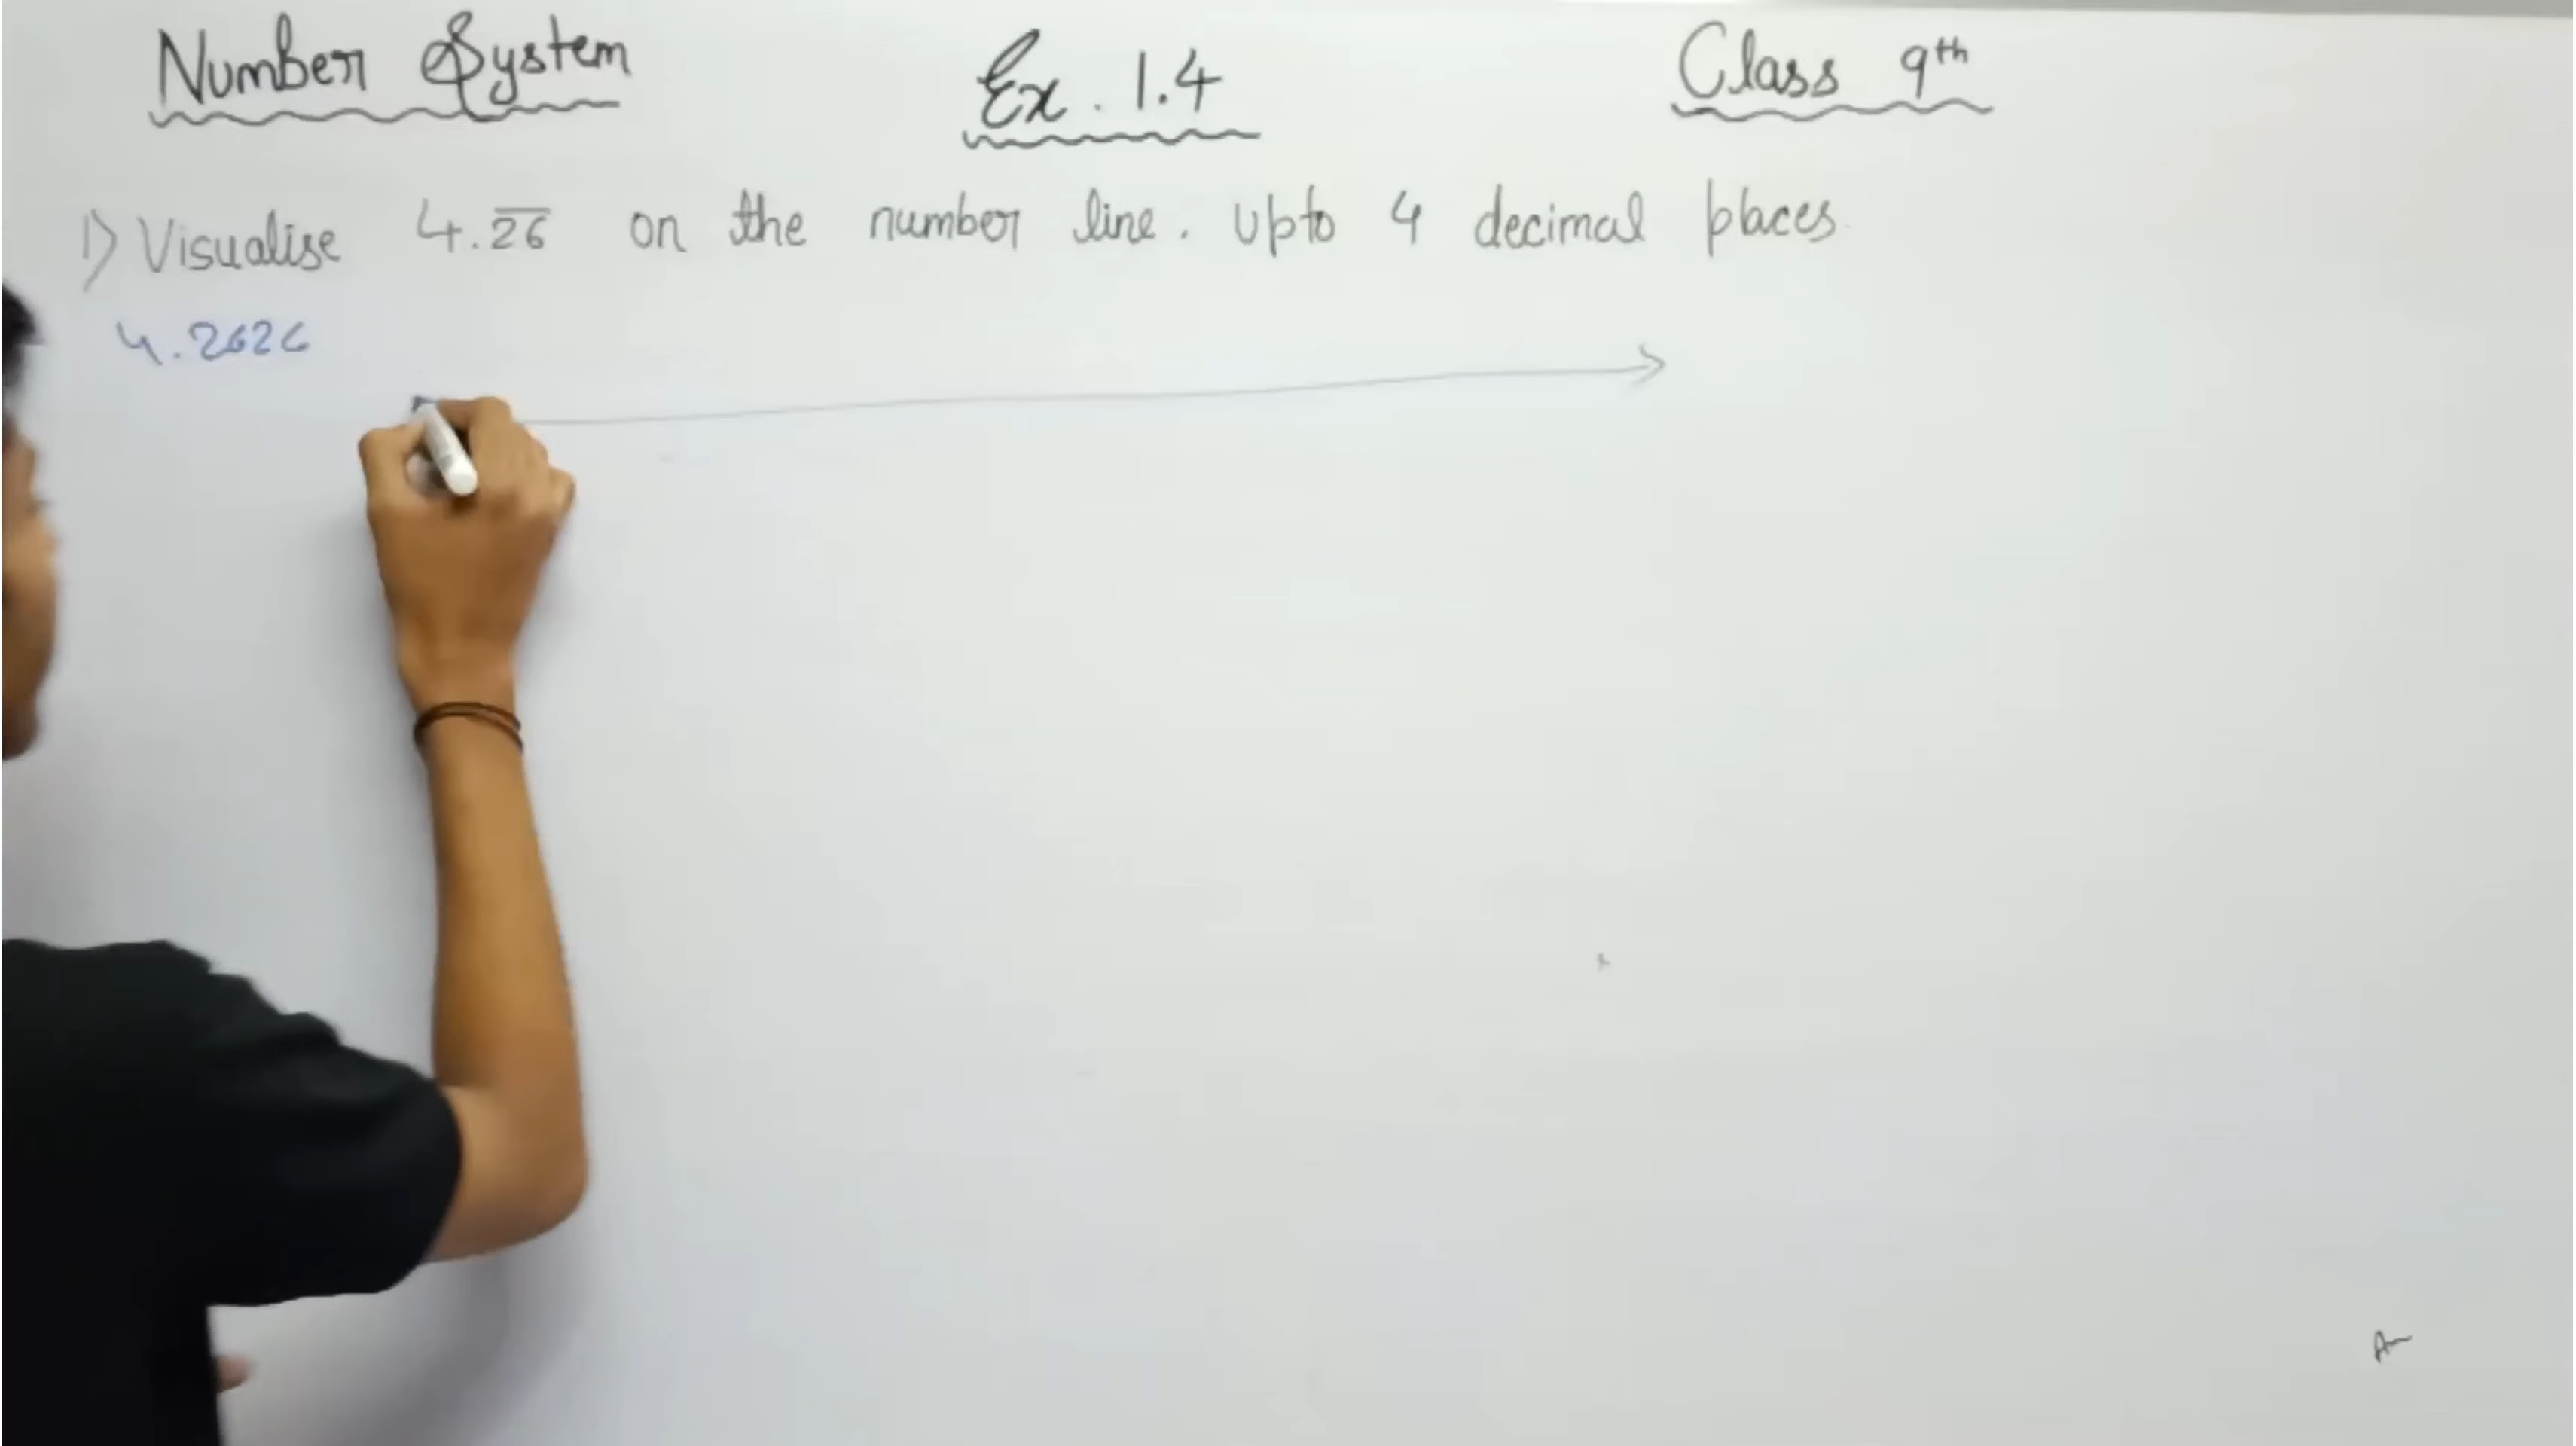 Number System Ex. 1.4 Class 9th
1) Visualise 4.2̅6̅ on the number line. Upto 4 decimal places.
4.2626